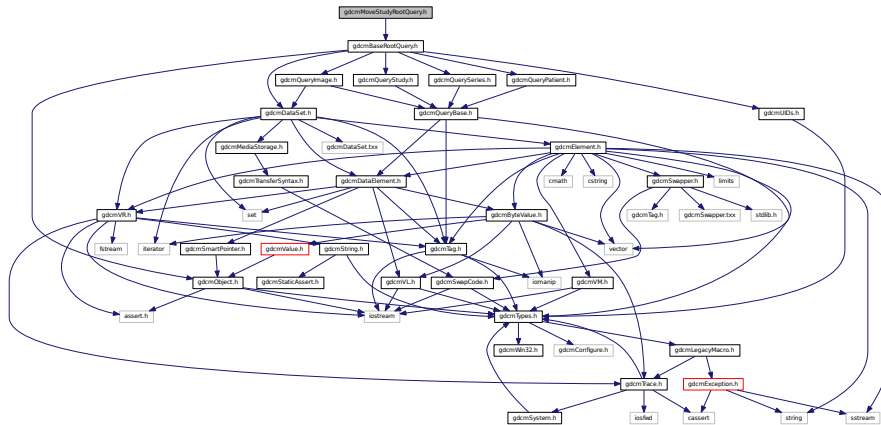 gdcmMoveStudyRootQuery.h
gdcmBaseRootQuery.h
gdcmQueryImage.h
gdcmQueryStudy.h
gdcmQuerySeries.h
gdcmQueryPatient.h
gdcmDataSet.h
gdcmQueryBase.h
gdcmUIDs.h
gdcmMediaStorage.h
gdcmDataSet.txx
gdcmElement.h
gdcmTransferSyntax.h
gdcmDataElement.h
cmath
cstring
gdcmSwapper.h
limits
gdcmVR.h
set
gdcmByteValue.h
gdcmTag.h
gdcmSwapper.txx
stdlib.h
fstream
iterator
gdcmSmartPointer.h
gdcmValue.h
gdcmString.h
gdcmTag.h
vector
gdcmObject.h
gdcmStaticAssert.h
gdcmVL.h
gdcmSwapCode.h
iomanip
gdcmVM.h
assert.h
iostream
gdcmTypes.h
gdcmWin32.h
gdcmConfigure.h
gdcmLegacyMacro.h
gdcmTrace.h
gdcmException.h
gdcmSystem.h
iosfwd
cassert
string
sstream